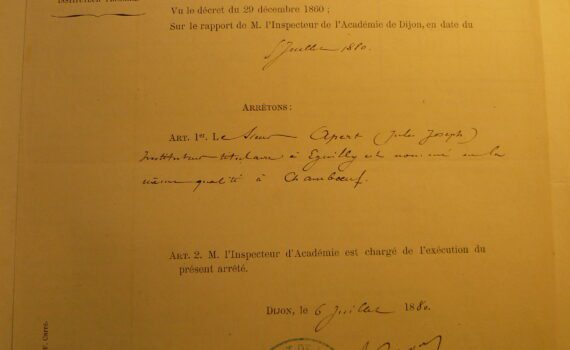 Vu le décret du 29 décembre 1860 ;
Sur le rapport de M. l'Inspecteur de l'Académie de Dijon, en date du
5 Juillet 1880.
ARRÊTONS :
ART. 1er. Le Sieur Apert (Jules Joseph)
Instituteur titulaire à Eguilly est nommé en la
même qualité à Chambœuf.
ART. 2. M. l'Inspecteur d'Académie est chargé de l'exécution du
présent arrêté.
DIJON, le 6 Juillet 1880.